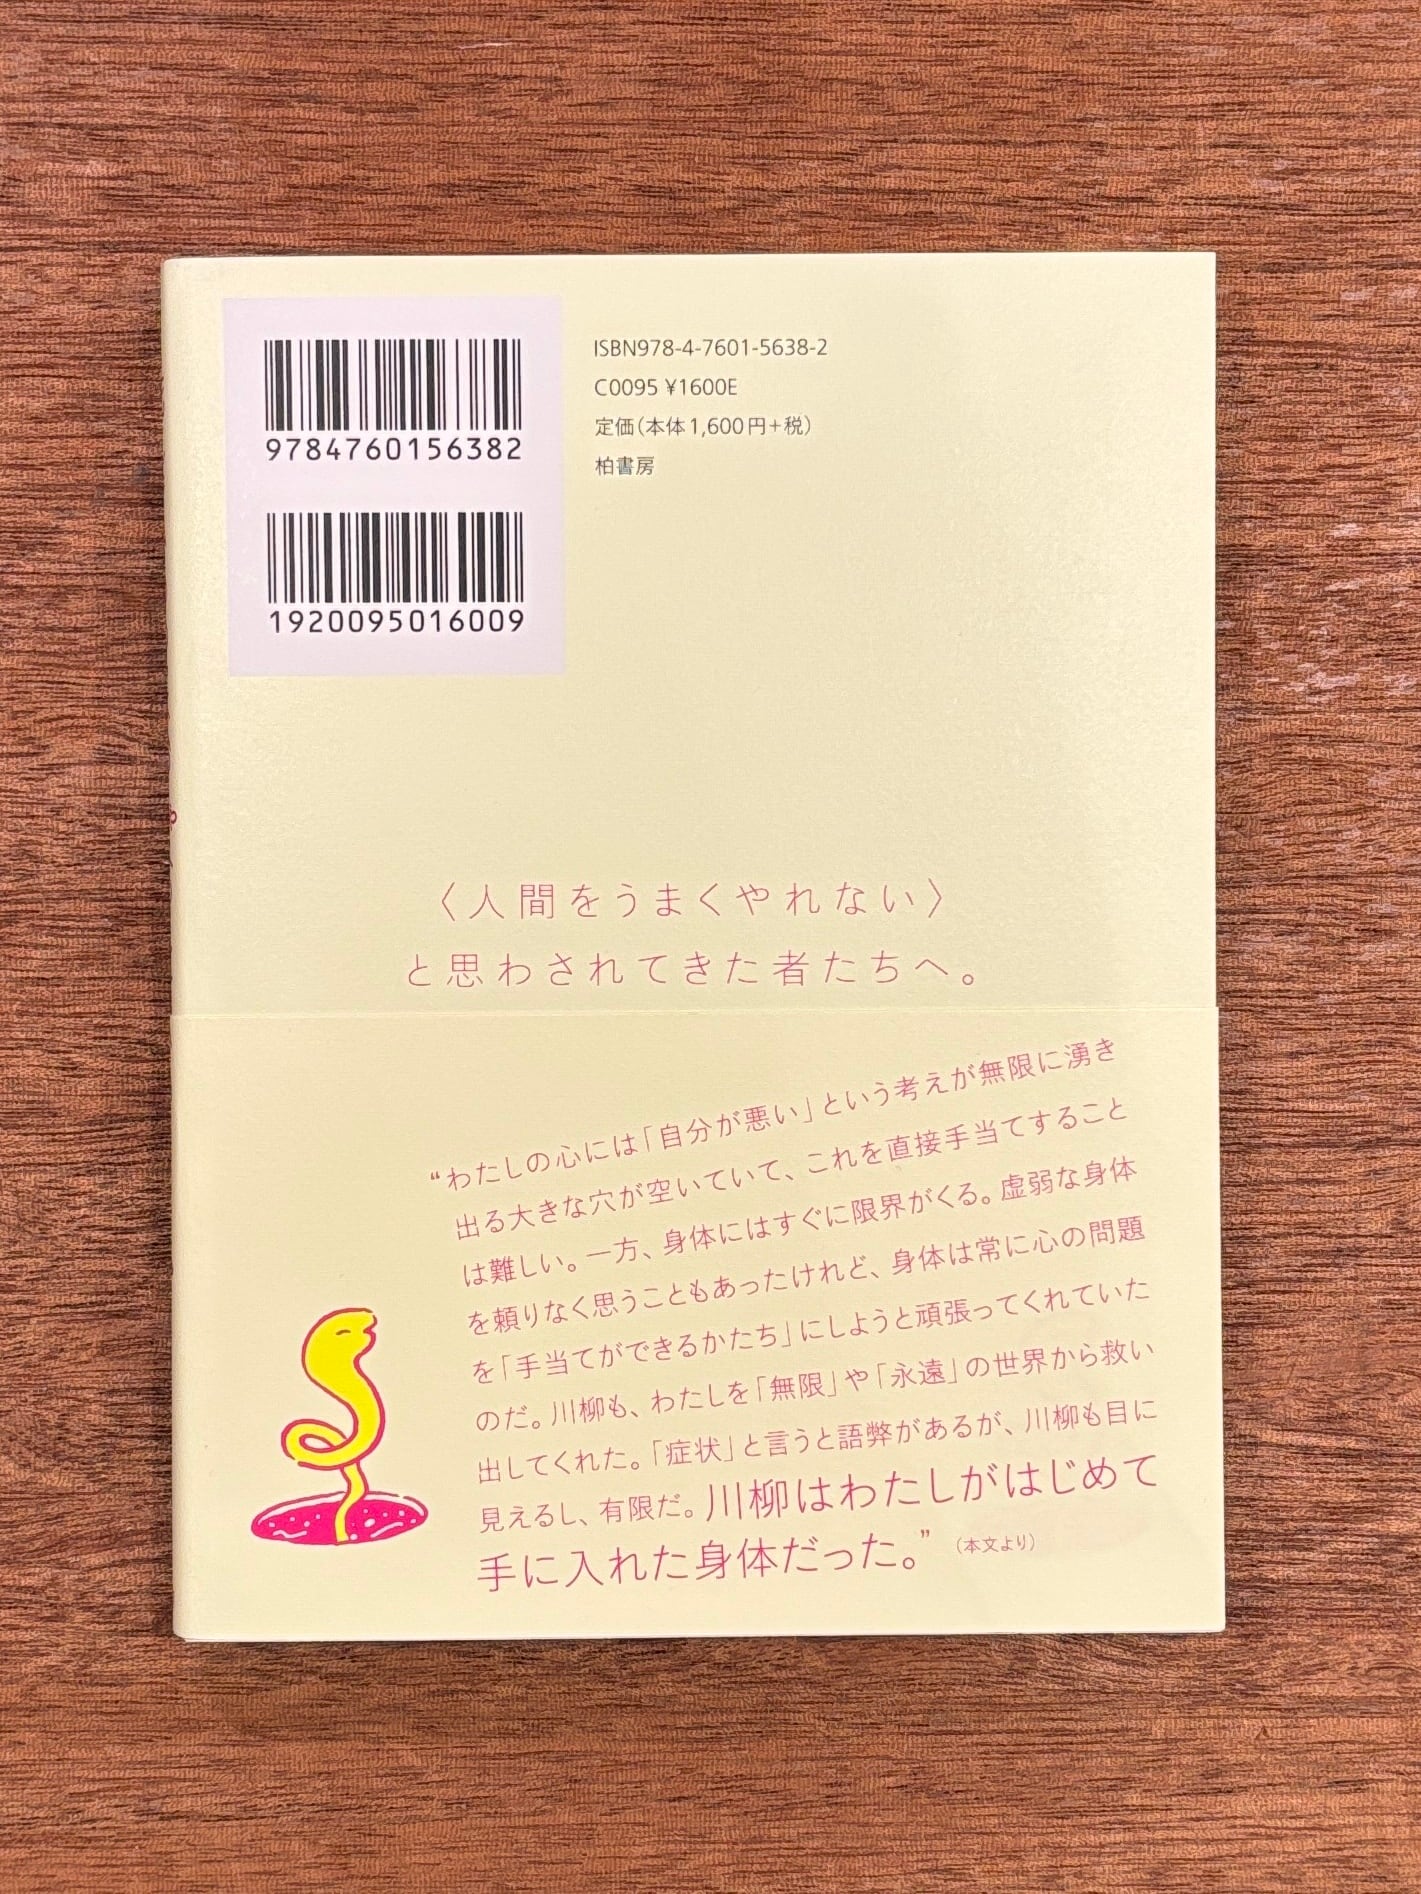 9784760156382
1920095016009
ISBN978-4-7601-5638-2
C0095 ¥1600E
定価(本体1,600円+税)
柏書房
〈人間をうまくやれない〉
と思わされてきた者たちへ。
“わたしの心には「自分が悪い」という考えが無限に湧き
出る大きな穴が空いていて、これを直接手当てすること
は難しい。一方、身体にはすぐに限界がくる。虚弱な身体
を頼りなく思うこともあったけれど、身体は常に心の問題
を「手当てができるかたち」にしようと頑張ってくれていた
のだ。川柳も、わたしを「無限」や「永遠」の世界から救い
出してくれた。「症状」と言うと語弊があるが、川柳も目に
見えるし、有限だ。川柳はわたしがはじめて
手に入れた身体だった。” (本文より)